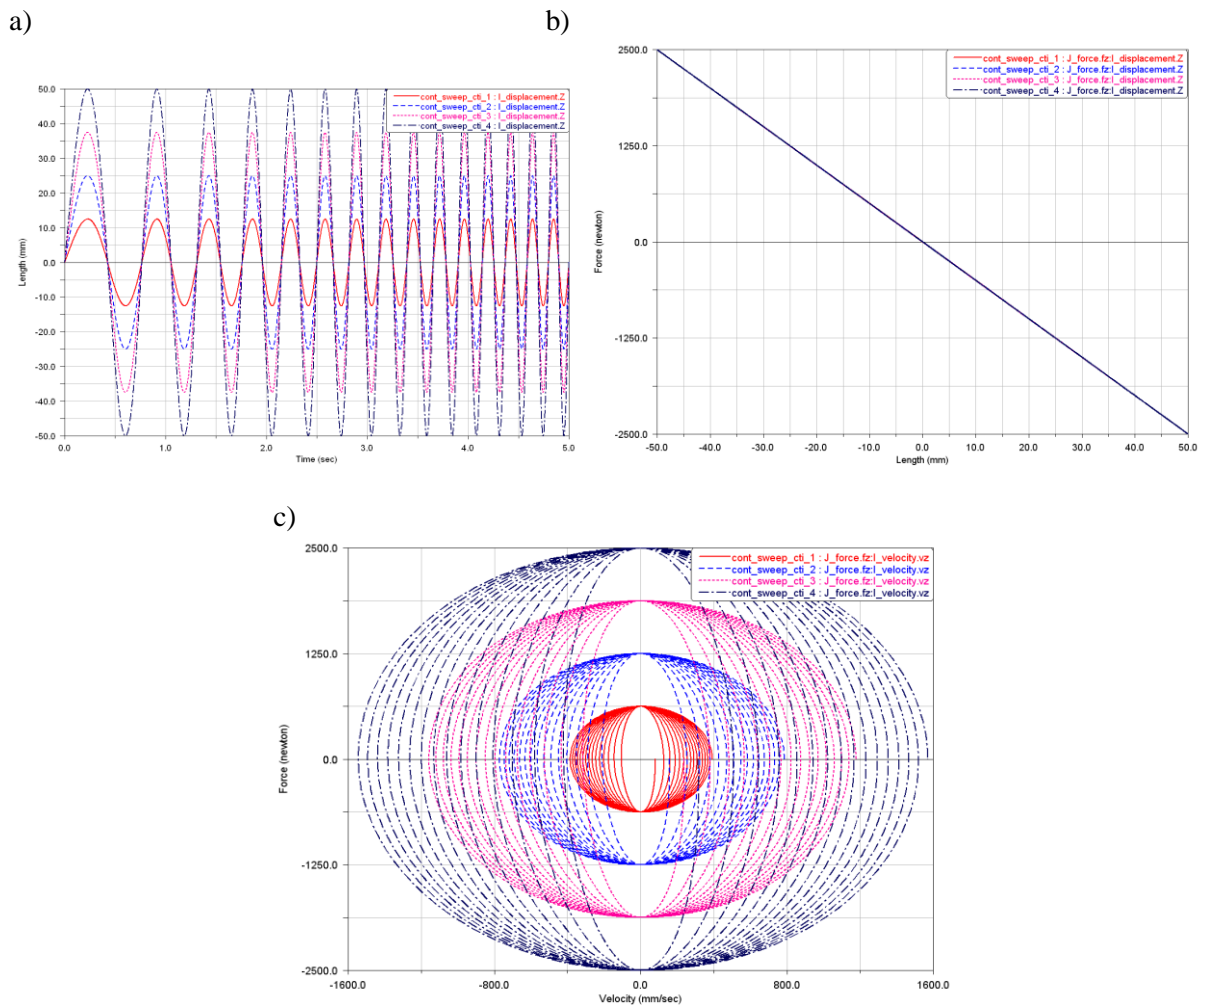 a)
b)
50.0
40.0
30.0
20.0
10.0
0.0
-10.0
-20.0
-30.0
-40.0
-50.0
Length (mm)
cont_sweep_cti_1 : I_displacement.Z
cont_sweep_cti_2 : I_displacement.Z
cont_sweep_cti_3 : I_displacement.Z
cont_sweep_cti_4 : I_displacement.Z
0.0 1.0 2.0 3.0 4.0 5.0
Time (sec)
2500.0
1250.0
0.0
-1250.0
-2500.0
Force (newton)
cont_sweep_cti_1 : J_force.fz:I_displacement.Z
cont_sweep_cti_2 : J_force.fz:I_displacement.Z
cont_sweep_cti_3 : J_force.fz:I_displacement.Z
cont_sweep_cti_4 : J_force.fz:I_displacement.Z
-50.0 -40.0 -30.0 -20.0 -10.0 0.0 10.0 20.0 30.0 40.0 50.0
Length (mm)
c)
2500.0
1250.0
0.0
-1250.0
-2500.0
Force (newton)
cont_sweep_cti_1 : J_force.fz:I_velocity.vz
cont_sweep_cti_2 : J_force.fz:I_velocity.vz
cont_sweep_cti_3 : J_force.fz:I_velocity.vz
cont_sweep_cti_4 : J_force.fz:I_velocity.vz
-1600.0 -800.0 0.0 800.0 1600.0
Velocity (mm/sec)